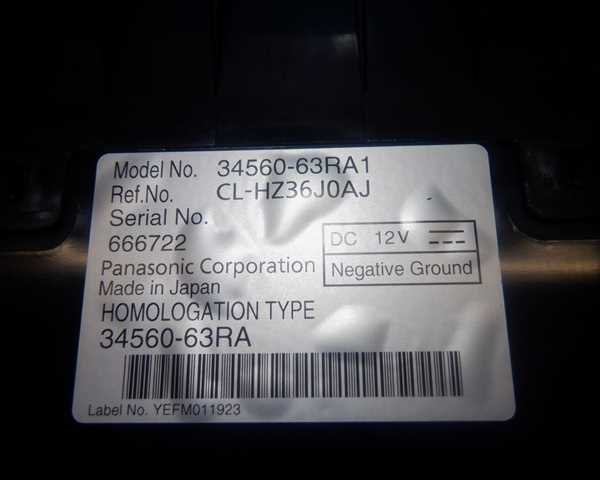 Model No. 34560-63RA1
Ref.No. CL-HZ36J0AJ
Serial No.
666722
DC 12V
Negative Ground
Panasonic Corporation
Made in Japan
HOMOLOGATION TYPE
34560-63RA
Label No. YEFM011923